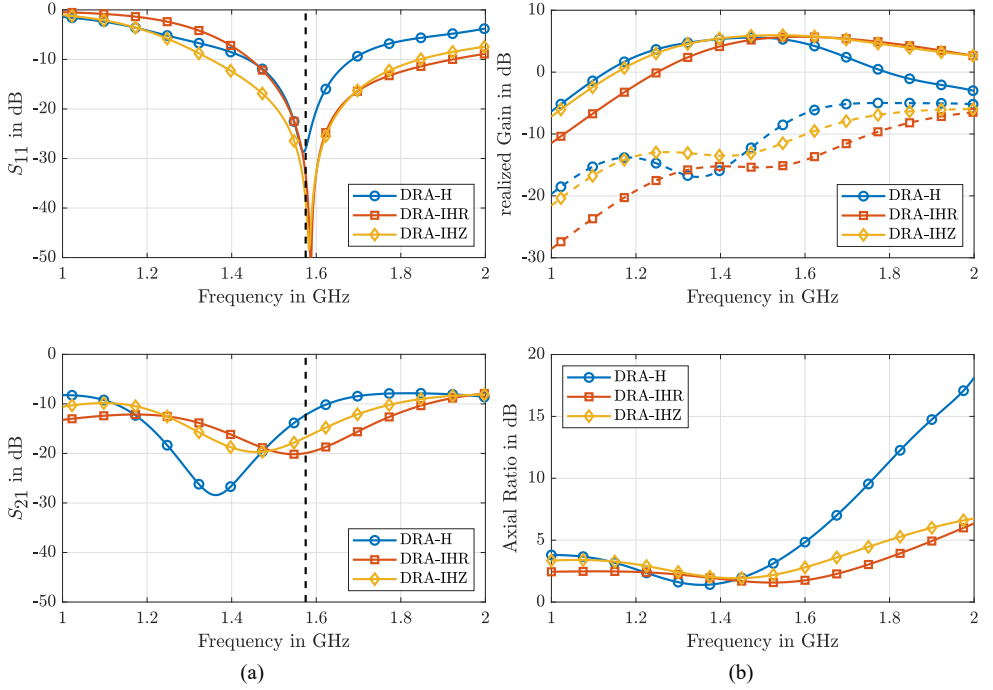 0
-10
-20
-30
-40
-50
S11 in dB
DRA-H
DRA-IHR
DRA-IHZ
1 1.2 1.4 1.6 1.8 2
Frequency in GHz
10
0
-10
-20
-30
realized Gain in dB
DRA-H
DRA-IHR
DRA-IHZ
1 1.2 1.4 1.6 1.8 2
Frequency in GHz
0
-10
-20
-30
-40
-50
S21 in dB
DRA-H
DRA-IHR
DRA-IHZ
1 1.2 1.4 1.6 1.8 2
Frequency in GHz
(a)
20
15
10
5
0
Axial Ratio in dB
DRA-H
DRA-IHR
DRA-IHZ
1 1.2 1.4 1.6 1.8 2
Frequency in GHz
(b)